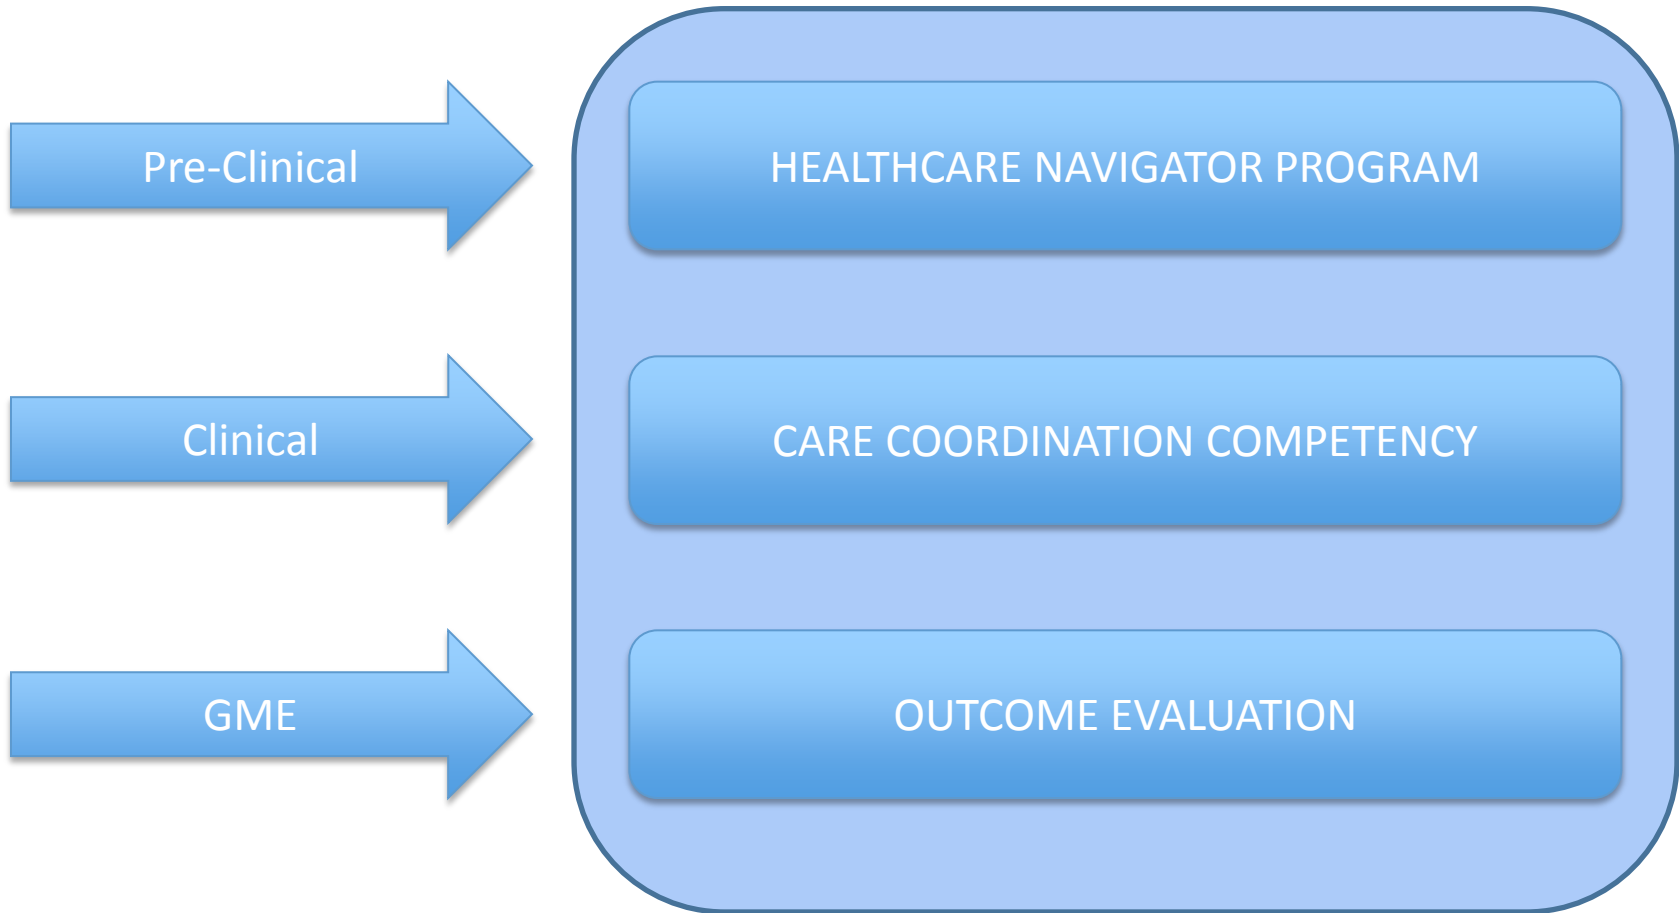 Pre-Clinical
HEALTHCARE NAVIGATOR PROGRAM
Clinical
CARE COORDINATION COMPETENCY
GME
OUTCOME EVALUATION